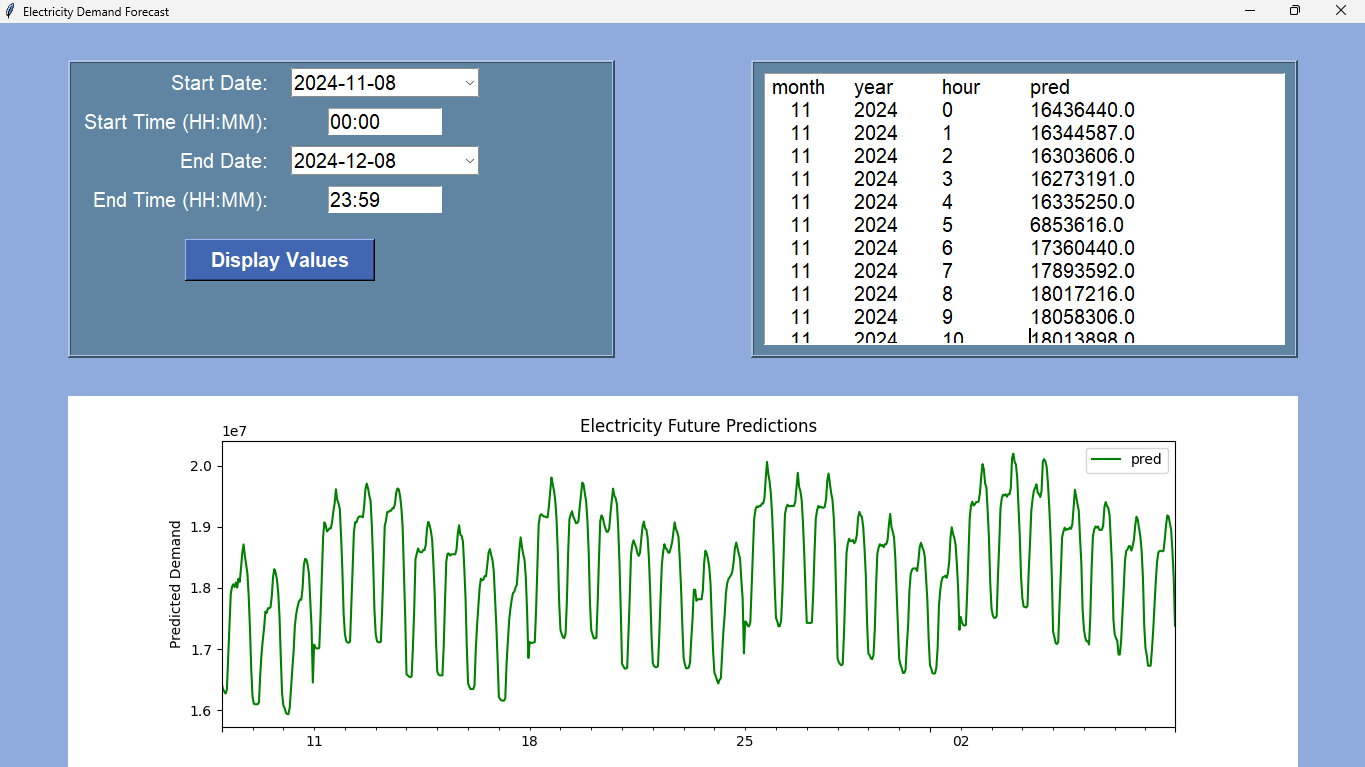 Electricity Demand Forecast
Start Date: 2024-11-08
Start Time (HH:MM): 00:00
End Date: 2024-12-08
End Time (HH:MM): 23:59
Display Values
month year hour pred
11 2024 0 16436440.0
11 2024 1 16344587.0
11 2024 2 16303606.0
11 2024 3 16273191.0
11 2024 4 16335250.0
11 2024 5 6853616.0
11 2024 6 17360440.0
11 2024 7 17893592.0
11 2024 8 18017216.0
11 2024 9 18058306.0
11 2024 10 18013898.0
Electricity Future Predictions
1e7
pred
Predicted Demand
2.0
1.9
1.8
1.7
1.6
11 18 25 02